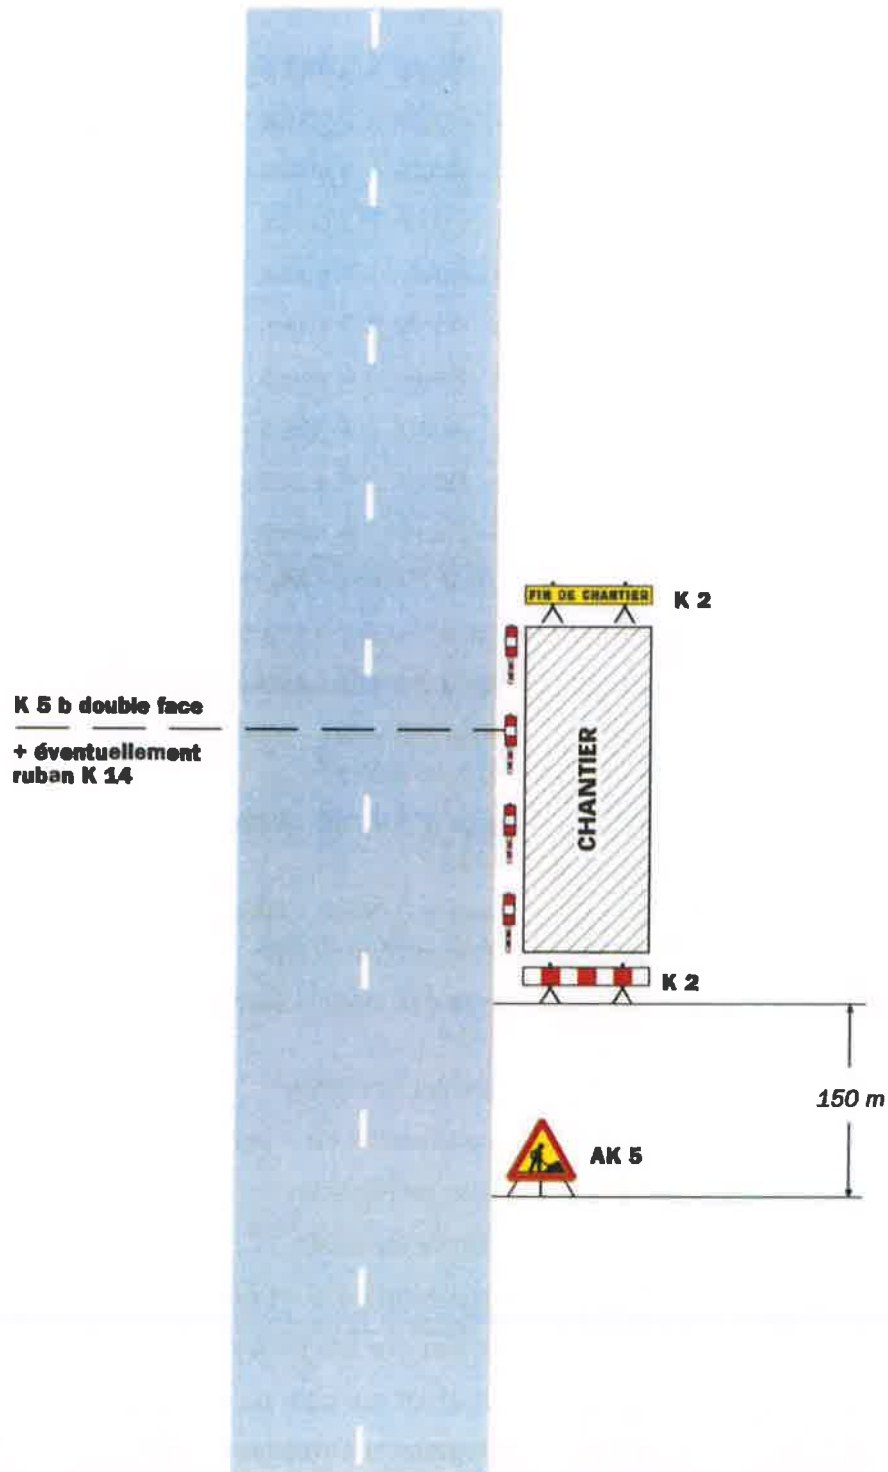 FIN DE CHANTIER
K 2
K 5 b double face
+ éventuellement
ruban K 14
CHANTIER
K 2
150 m
AK 5